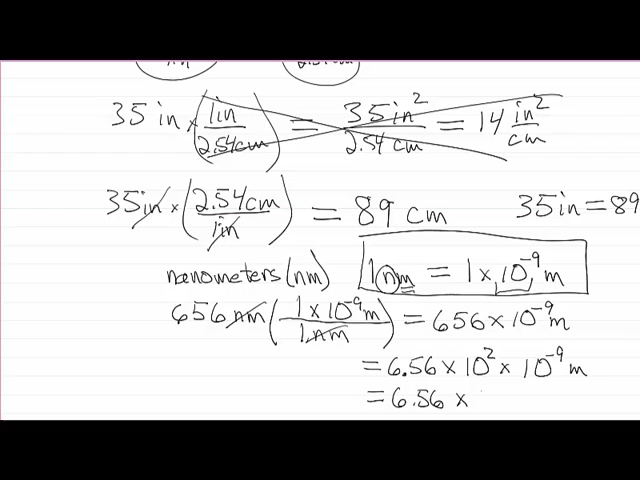 35 in × (1in / 2.54cm) = 35in² / 2.54 cm = 14 in² / cm
35in × (2.54cm / 1in) = 89 cm 35in = 89
nanometers (nm) 1nm = 1 × 10⁻⁹ m
656 nm (1 × 10⁻⁹ m / 1nm) = 656 × 10⁻⁹ m
= 6.56 × 10² × 10⁻⁹ m
= 6.56 ×